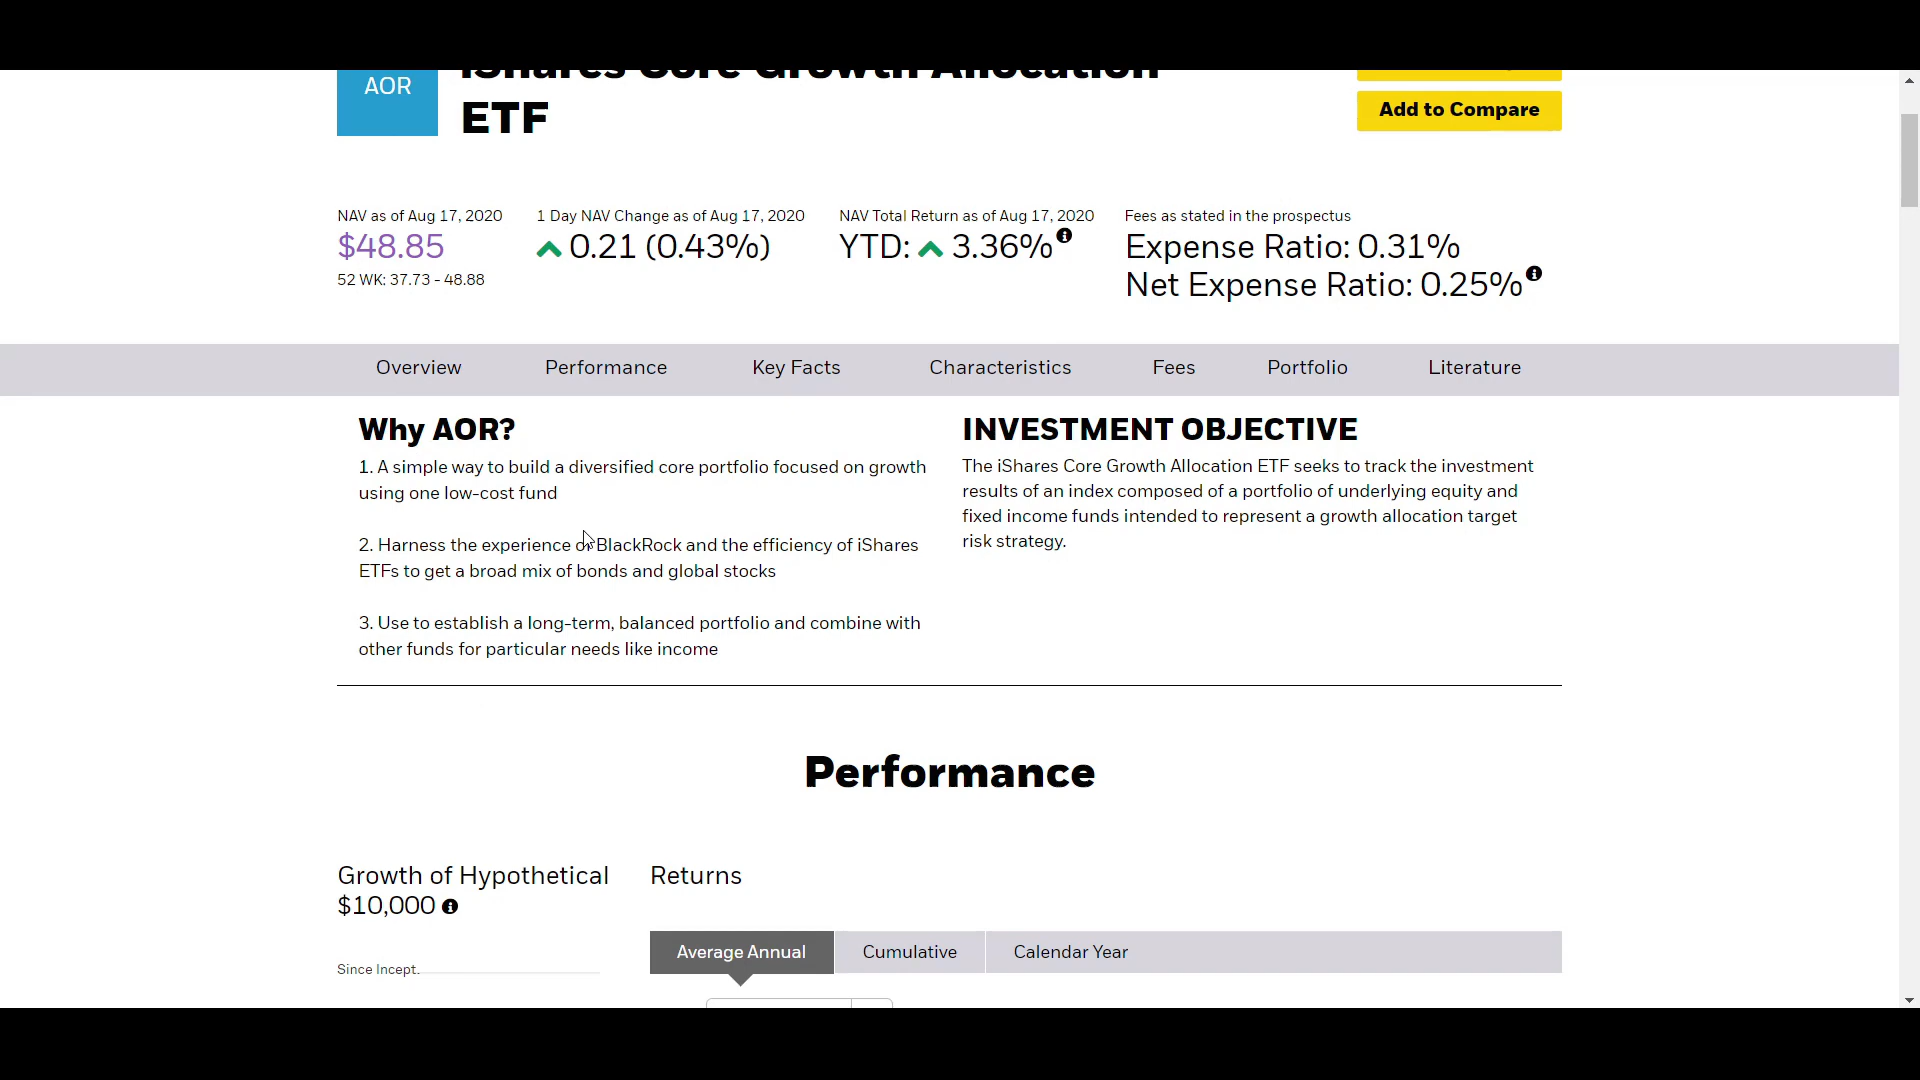 AOR
iShares Core Growth Allocation
ETF
Add to Compare
NAV as of Aug 17, 2020
$48.85
52 WK: 37.73 - 48.88
1 Day NAV Change as of Aug 17, 2020
0.21 (0.43%)
NAV Total Return as of Aug 17, 2020
YTD: 3.36%
Fees as stated in the prospectus
Expense Ratio: 0.31%
Net Expense Ratio: 0.25%
Overview Performance Key Facts Characteristics Fees Portfolio Literature
Why AOR?
1. A simple way to build a diversified core portfolio focused on growth
using one low-cost fund
2. Harness the experience of BlackRock and the efficiency of iShares
ETFs to get a broad mix of bonds and global stocks
3. Use to establish a long-term, balanced portfolio and combine with
other funds for particular needs like income
INVESTMENT OBJECTIVE
The iShares Core Growth Allocation ETF seeks to track the investment
results of an index composed of a portfolio of underlying equity and
fixed income funds intended to represent a growth allocation target
risk strategy.
Performance
Growth of Hypothetical
$10,000
Since Incept.
Returns
Average Annual Cumulative Calendar Year